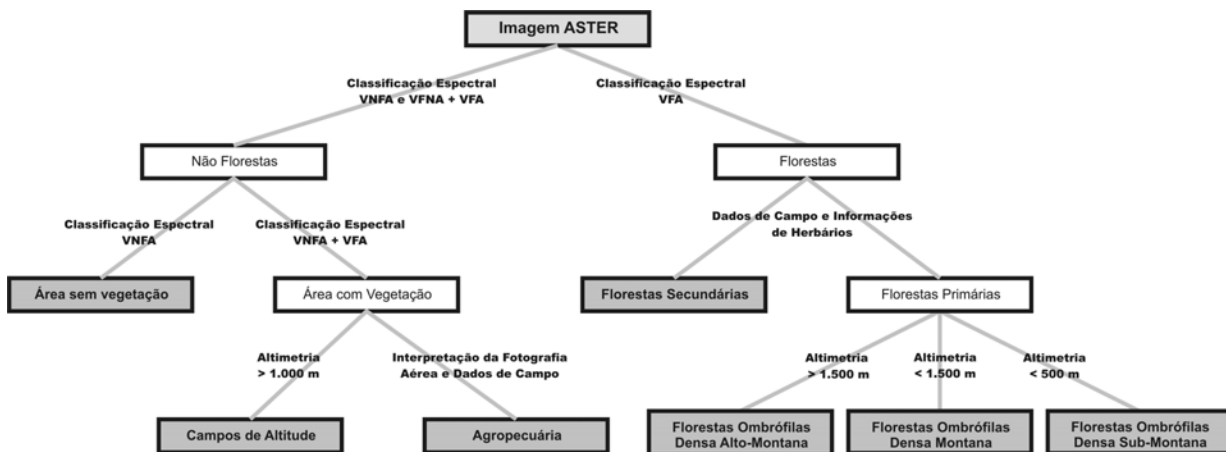 Imagem ASTER
Classificação Espectral
VNFA e VFNA + VFA
Classificação Espectral
VFA
Não Florestas
Florestas
Classificação Espectral
VNFA
Classificação Espectral
VNFA + VFA
Dados de Campo e Informações
de Herbários
Área sem vegetação
Área com Vegetação
Florestas Secundárias
Florestas Primárias
Altimetria
> 1.000 m
Interpretação da Fotografia
Aérea e Dados de Campo
Altimetria
> 1.500 m
Altimetria
< 1.500 m
Altimetria
< 500 m
Campos de Altitude
Agropecuária
Florestas Ombrófilas
Densa Alto-Montana
Florestas Ombrófilas
Densa Montana
Florestas Ombrófilas
Densa Sub-Montana